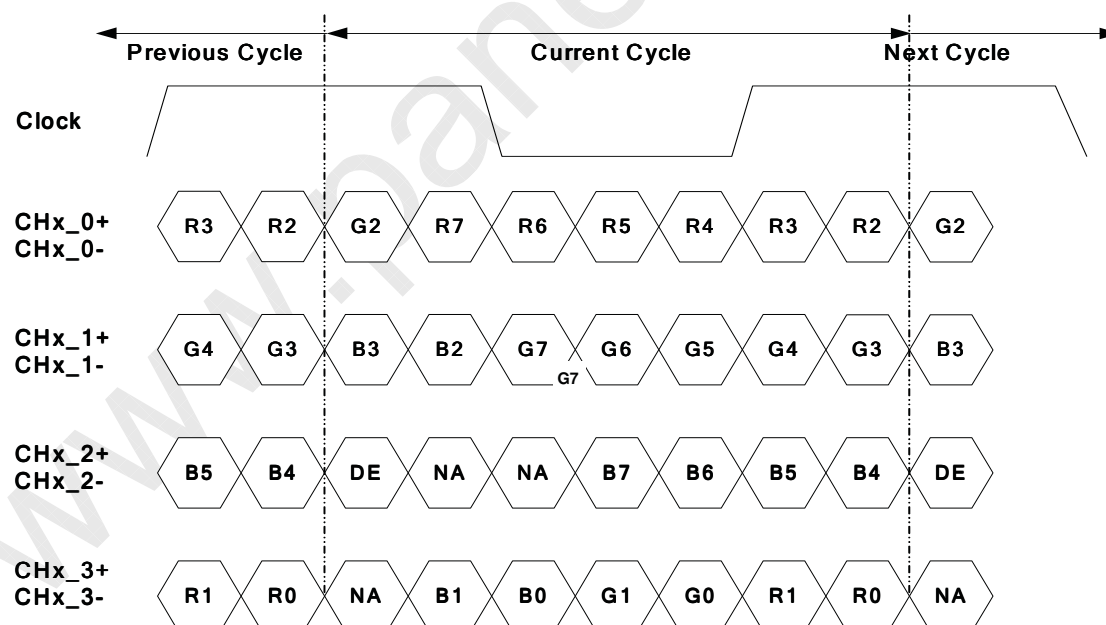 Previous Cycle Current Cycle Next Cycle
Clock
CHx_0+
CHx_0-
R3 R2 G2 R7 R6 R5 R4 R3 R2 G2
CHx_1+
CHx_1-
G4 G3 B3 B2 G7 G6 G5 G4 G3 B3
G7
CHx_2+
CHx_2-
B5 B4 DE NA NA B7 B6 B5 B4 DE
CHx_3+
CHx_3-
R1 R0 NA B1 B0 G1 G0 R1 R0 NA
www.pane